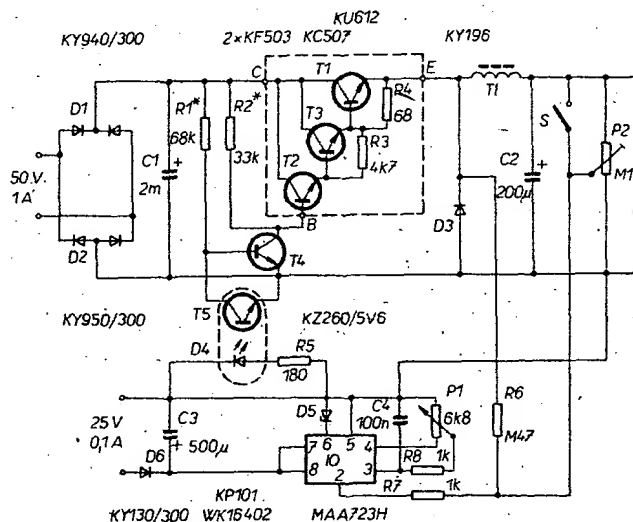 KU612
2×KF503 KC507 KY196
KY940/300
C E
T1
D1 R1* R2* R4
68k 33k 68
T3 Tl S
R3
4k7
P2
50 V
1A
C1 +
2m
T2
C2 +
200µ
M1
B
D3
D2 T4
KY950/300 T5 KZ260/5V6
D4 R5
180
25 V
0,1 A
C3
+ 500µ
D5 C4
100n
P1
6k8
R6
M47
6 5 4
7 IO
8 2 3
R8 1k
D6
R7 1k
KP101
KY130/300 WK16402 MAA723H